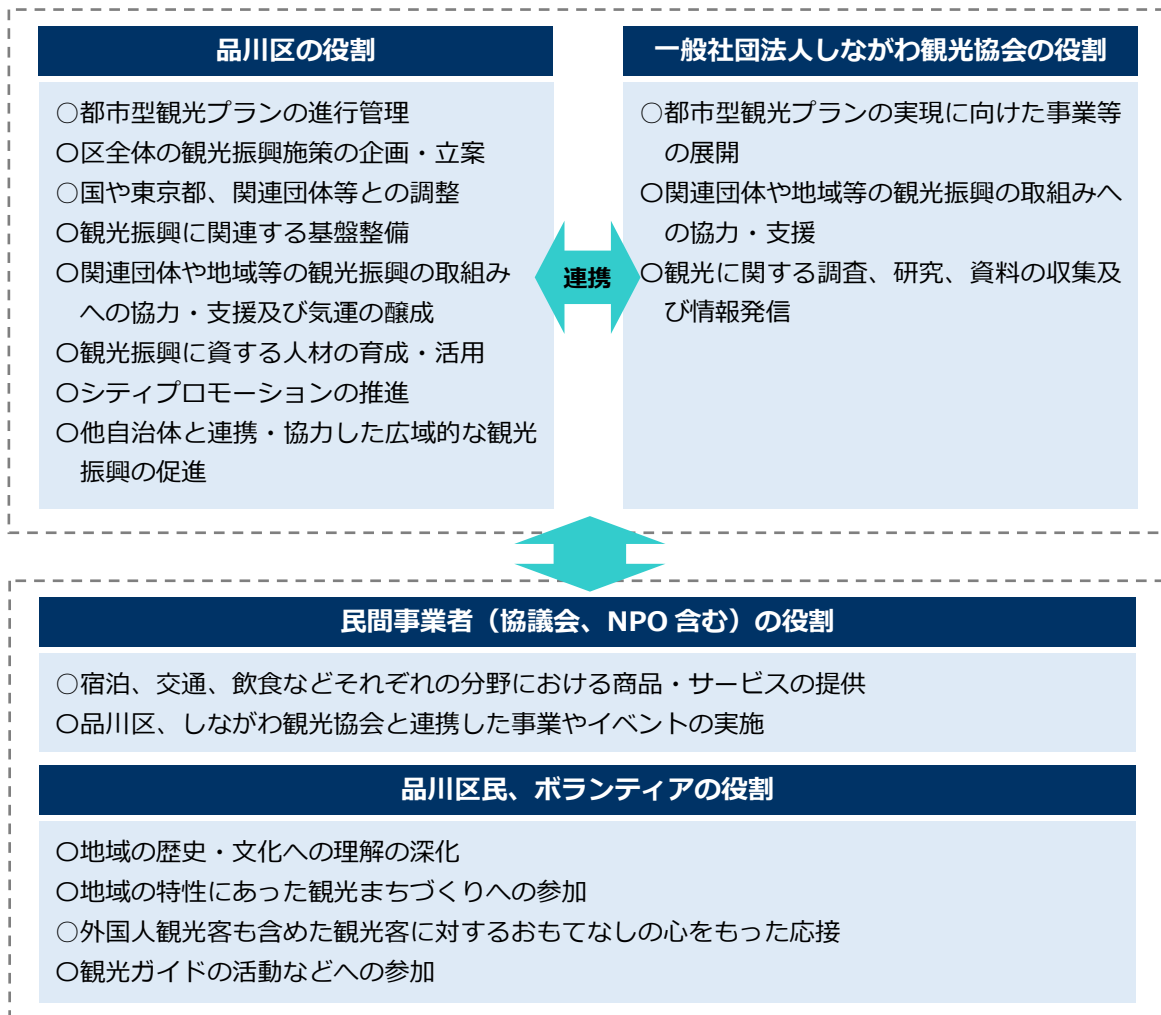 品川区の役割
○都市型観光プランの進行管理
〇区全体の観光振興施策の企画・立案
○国や東京都、関連団体等との調整
〇観光振興に関連する基盤整備
〇関連団体や地域等の観光振興の取組み
への協力・支援及び気運の醸成
〇観光振興に資する人材の育成・活用
〇シティプロモーションの推進
〇他自治体と連携・協力した広域的な観光
振興の促進
連携
一般社団法人しながわ観光協会の役割
○都市型観光プランの実現に向けた事業等
の展開
〇関連団体や地域等の観光振興の取組みへ
の協力・支援
〇観光に関する調査、研究、資料の収集及
び情報発信
民間事業者（協議会、NPO 含む）の役割
○宿泊、交通、飲食などそれぞれの分野における商品・サービスの提供
〇品川区、しながわ観光協会と連携した事業やイベントの実施
品川区民、ボランティアの役割
〇地域の歴史・文化への理解の深化
〇地域の特性にあった観光まちづくりへの参加
○外国人観光客も含めた観光客に対するおもてなしの心をもった応接
〇観光ガイドの活動などへの参加